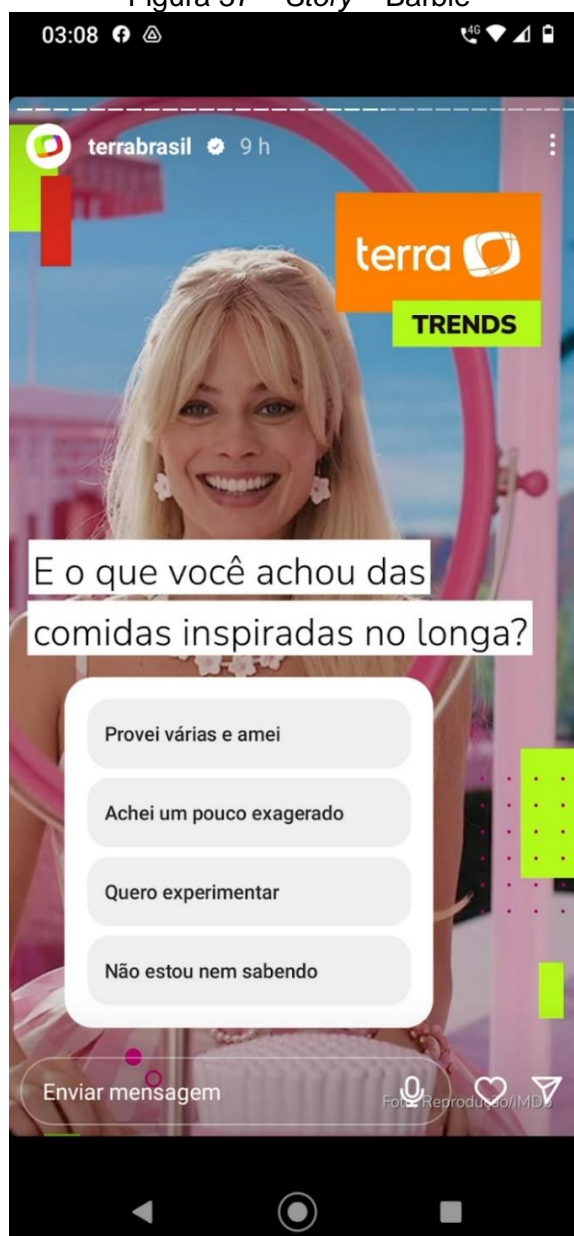 Figura 37 – Story – Barbie
03:08
4G
terrabrasil 9 h
terra
TRENDS
E o que você achou das
comidas inspiradas no longa?
Provei várias e amei
Achei um pouco exagerado
Quero experimentar
Não estou nem sabendo
Enviar mensagem
Reprodução/IMDb